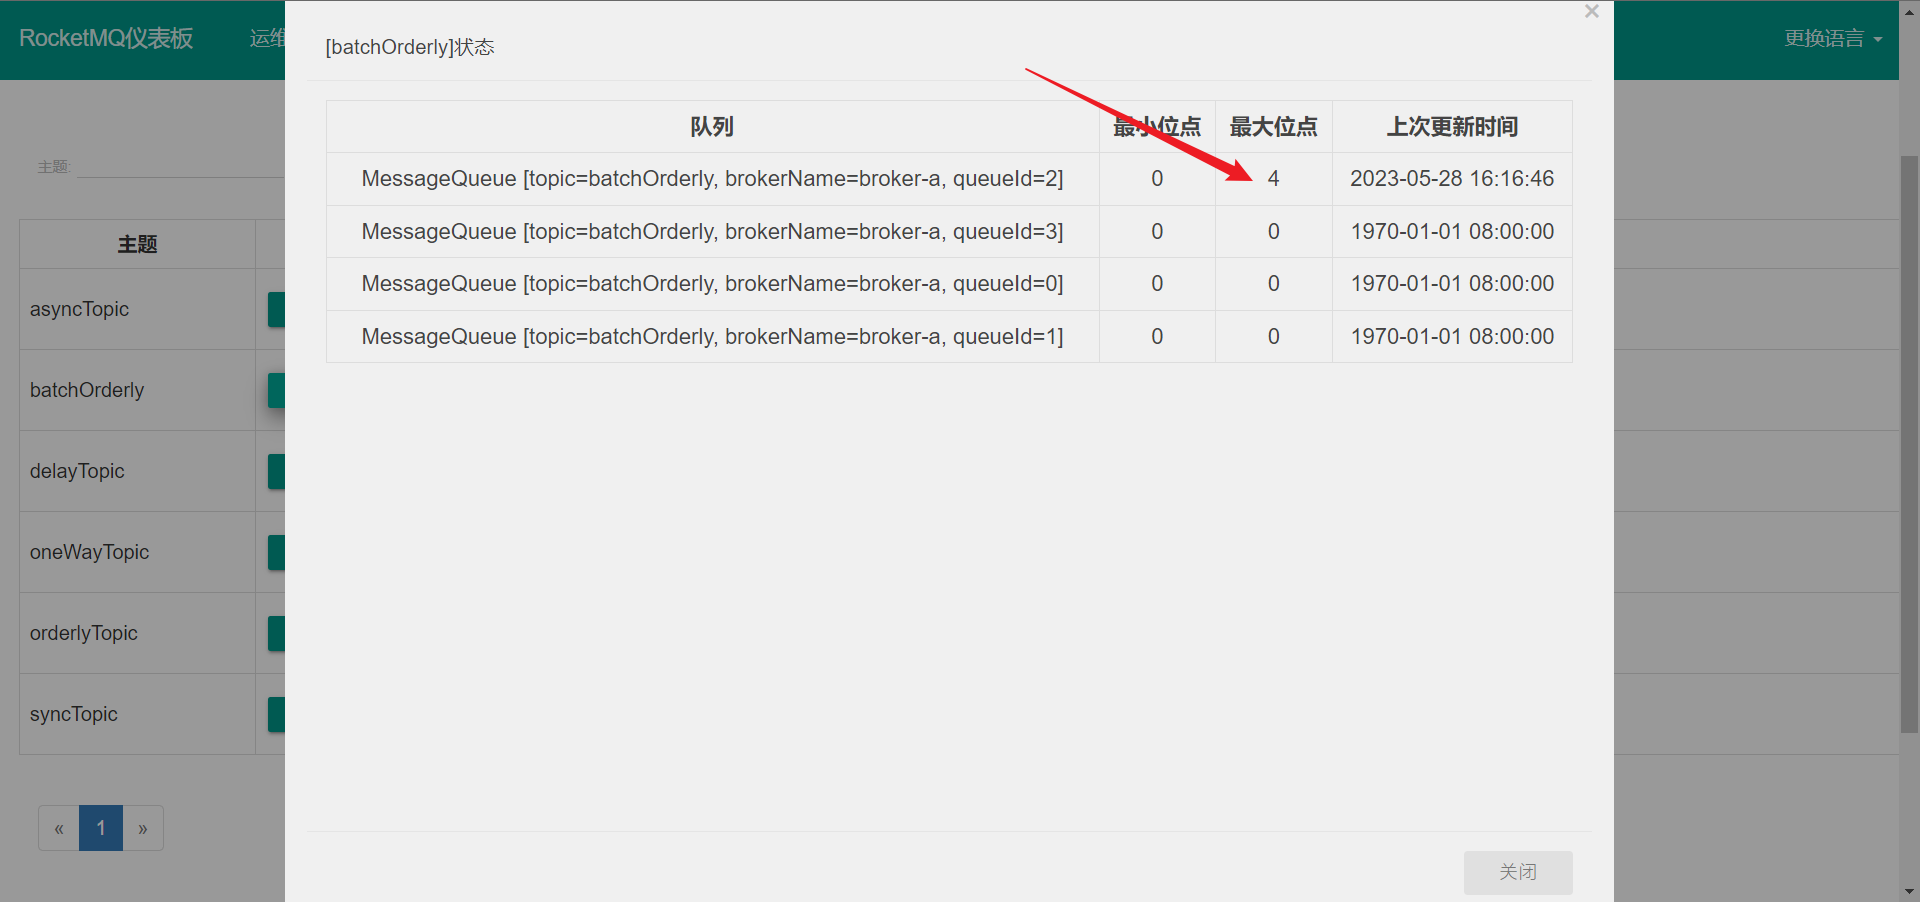 RocketMQ仪表板
运维
更换语言
×
[batchOrderly]状态
队列 最小位点 最大位点 上次更新时间
MessageQueue [topic=batchOrderly, brokerName=broker-a, queueId=2] 0 4 2023-05-28 16:16:46
MessageQueue [topic=batchOrderly, brokerName=broker-a, queueId=3] 0 0 1970-01-01 08:00:00
MessageQueue [topic=batchOrderly, brokerName=broker-a, queueId=0] 0 0 1970-01-01 08:00:00
MessageQueue [topic=batchOrderly, brokerName=broker-a, queueId=1] 0 0 1970-01-01 08:00:00
关闭
主题:
主题
asyncTopic
batchOrderly
delayTopic
oneWayTopic
orderlyTopic
syncTopic
« 1 »